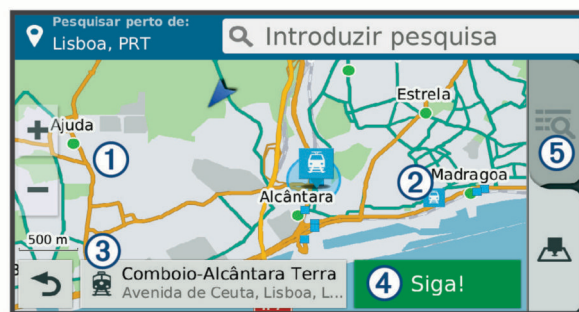 Pesquisar perto de:
Lisboa, PRT
Introduzir pesquisa
Estrela
Ajuda
1
5
2
Madragoa
Alcântara
500 m
3
Comboio-Alcântara Terra
Avenida de Ceuta, Lisboa, L...
4
Siga!